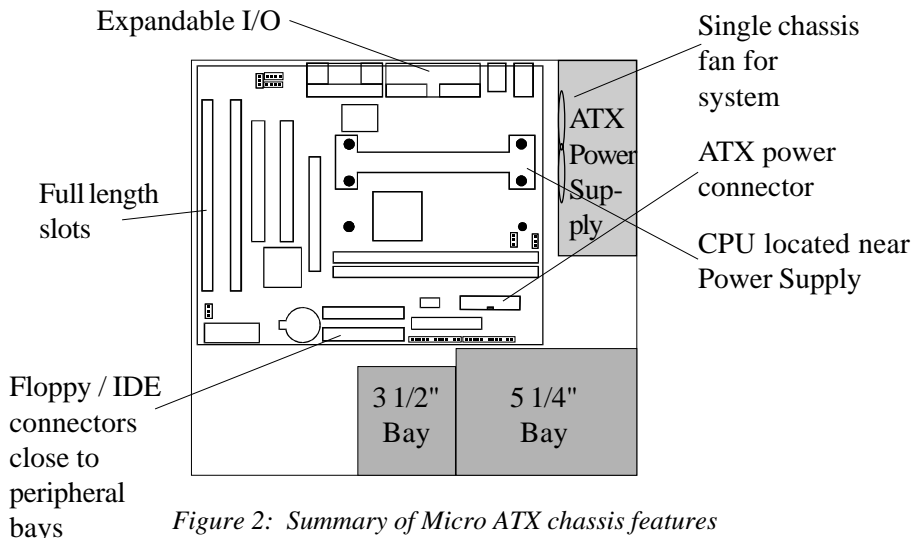 Expandable I/O
Single chassis
fan for
system
ATX
Power
Sup-
ply
ATX power
connector
Full length
slots
CPU located near
Power Supply
Floppy / IDE
connectors
close to
peripheral
bays
3 1/2"
Bay
5 1/4"
Bay
Figure 2: Summary of Micro ATX chassis features